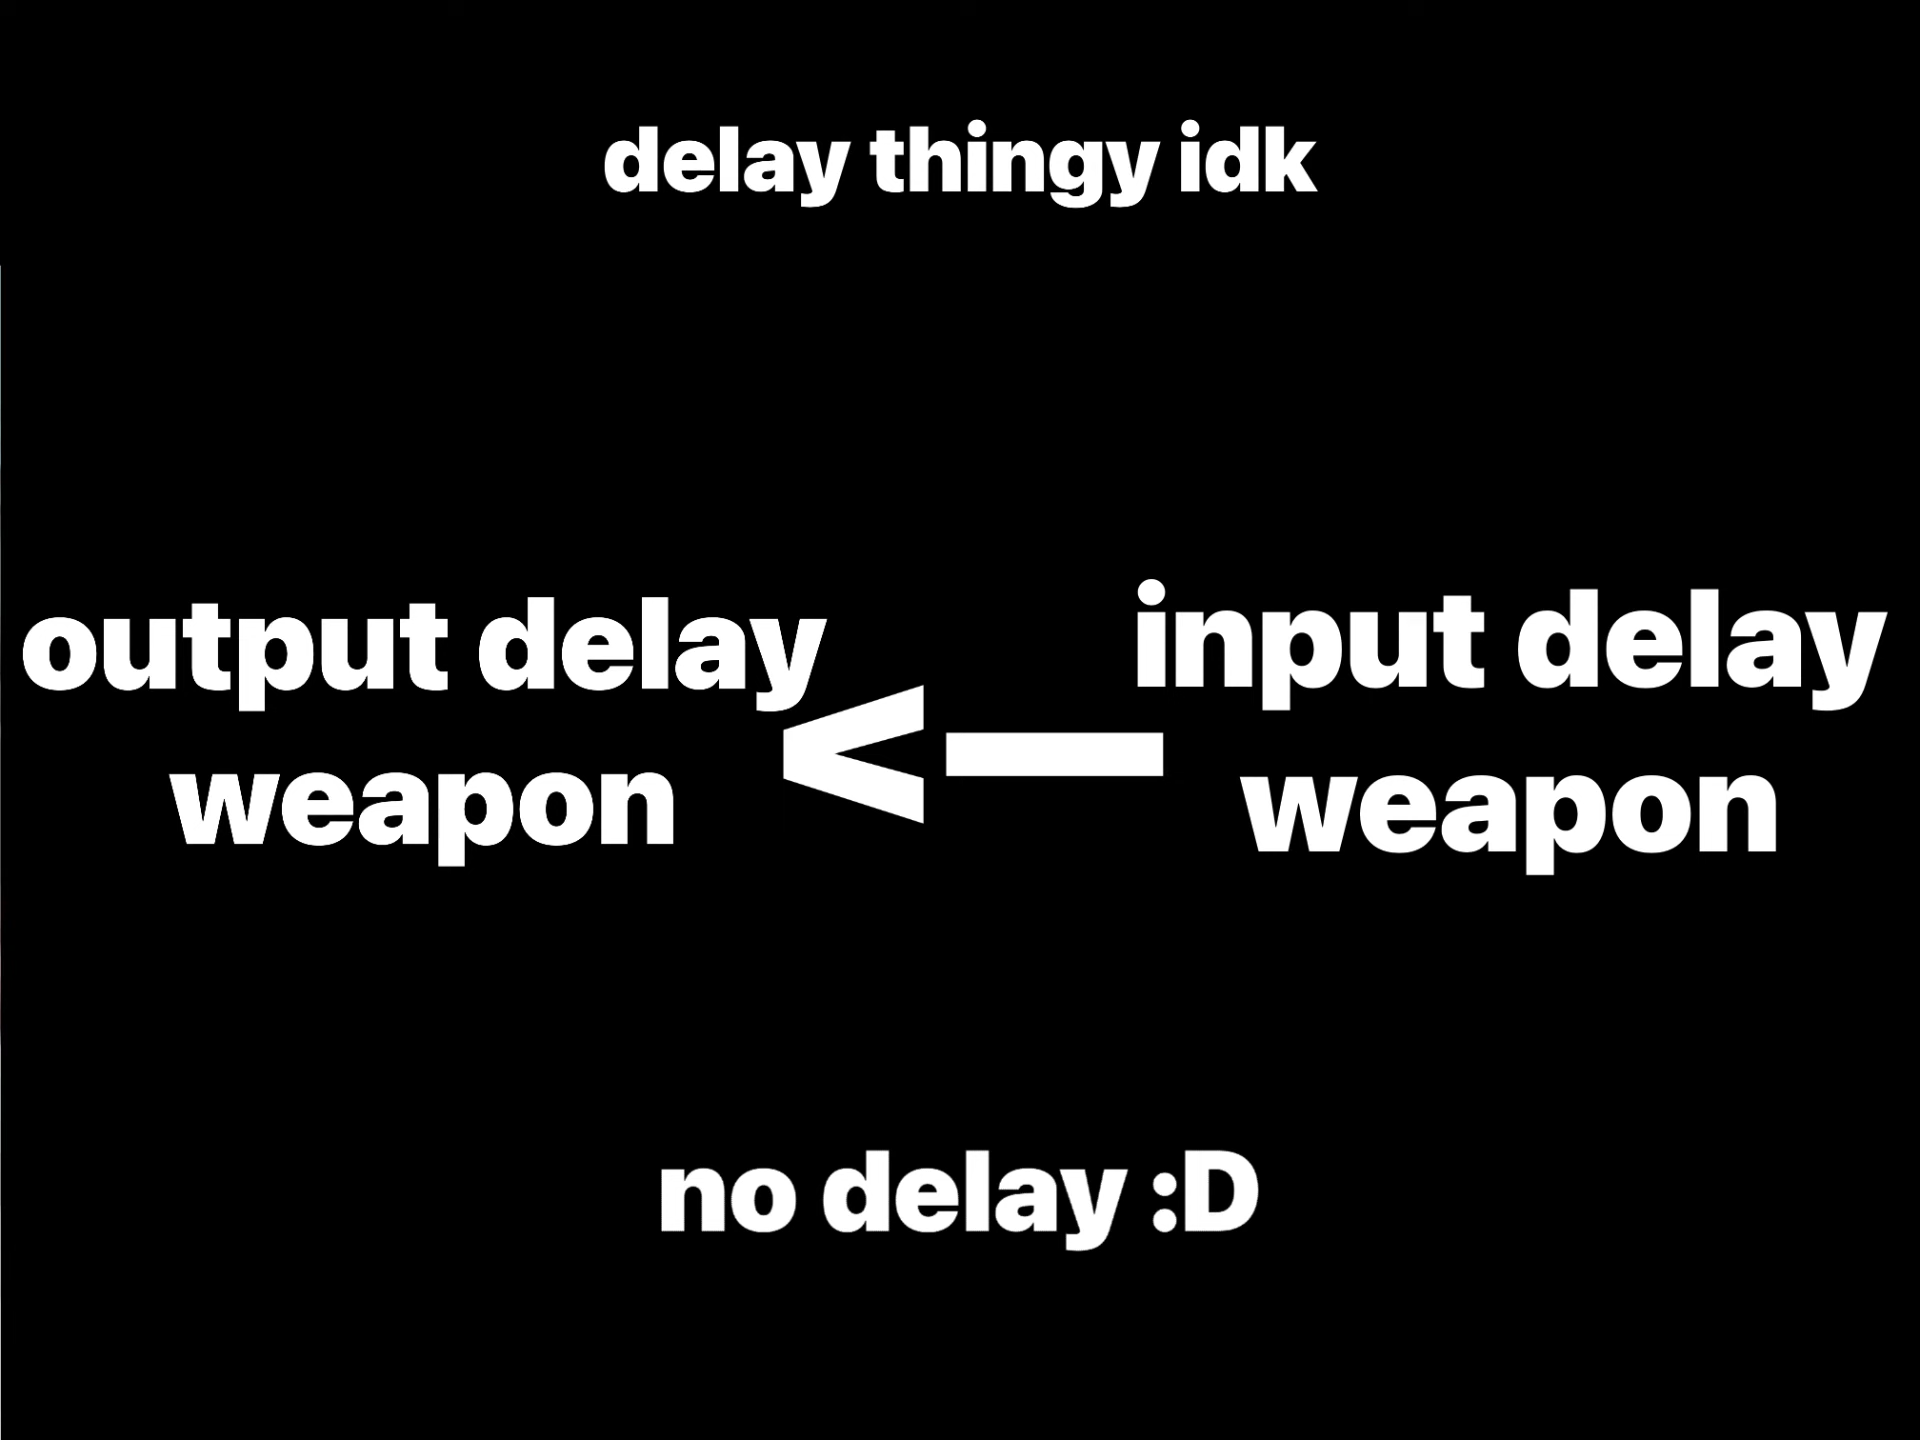 delay thingy idk
output delay
weapon
<—
input delay
weapon
no delay :D